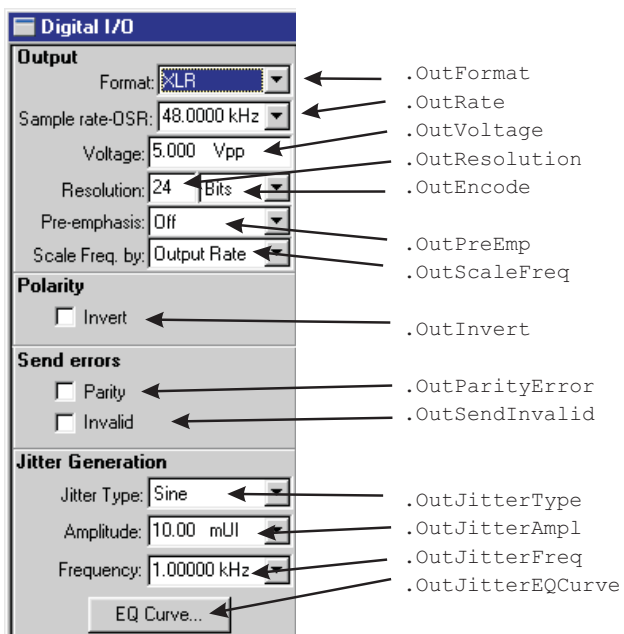 Digital I/O
Output
Format: XLR
.OutFormat
Sample rate-OSR: 48.0000 kHz
.OutRate
Voltage: 5.000 Vpp
.OutVoltage
Resolution: 24 Bits
.OutResolution
.OutEncode
Pre-emphasis: Off
.OutPreEmp
Scale Freq. by: Output Rate
.OutScaleFreq
Polarity
Invert
.OutInvert
Send errors
Parity
.OutParityError
Invalid
.OutSendInvalid
Jitter Generation
Jitter Type: Sine
.OutJitterType
Amplitude: 10.00 mUI
.OutJitterAmpl
Frequency: 1.00000 kHz
.OutJitterFreq
EQ Curve...
.OutJitterEQCurve